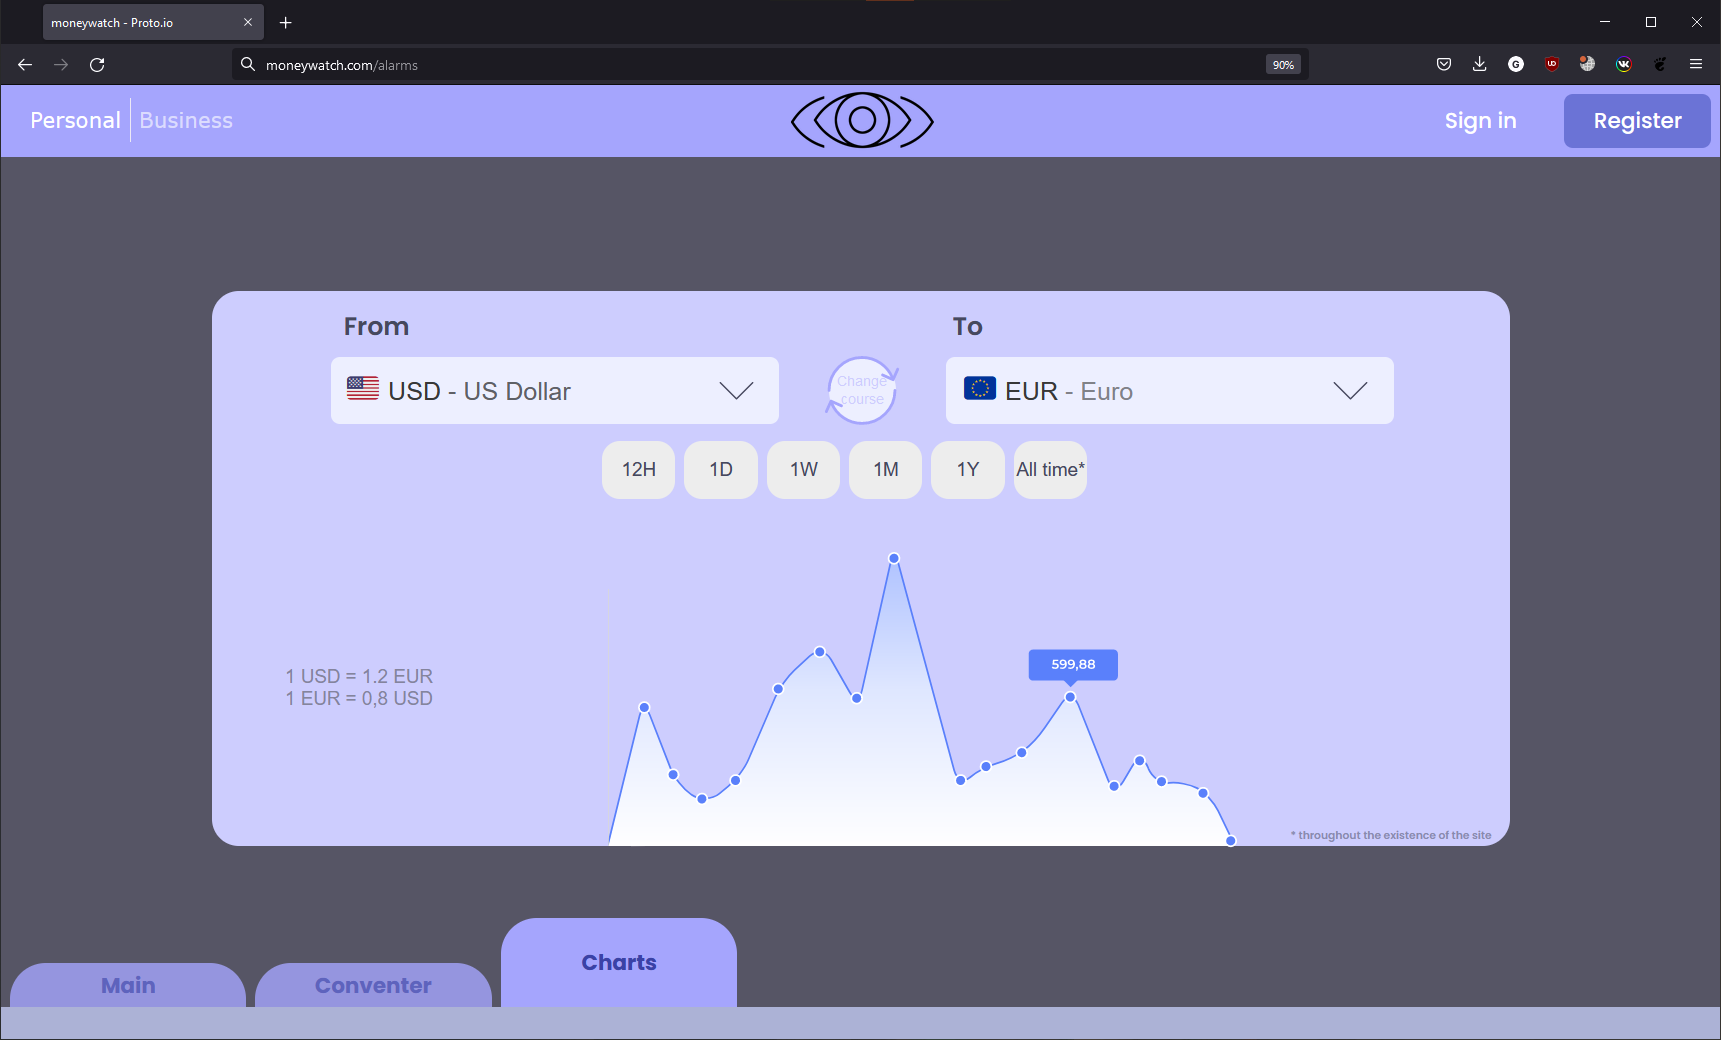 moneywatch - Proto.io
moneywatch.com/alarms
90%
Personal
Business
Sign in
Register
From
To
USD - US Dollar
Change
course
EUR - Euro
12H
1D
1W
1M
1Y
All time*
599,88
1 USD = 1.2 EUR
1 EUR = 0,8 USD
* throughout the existence of the site
Main
Conventer
Charts